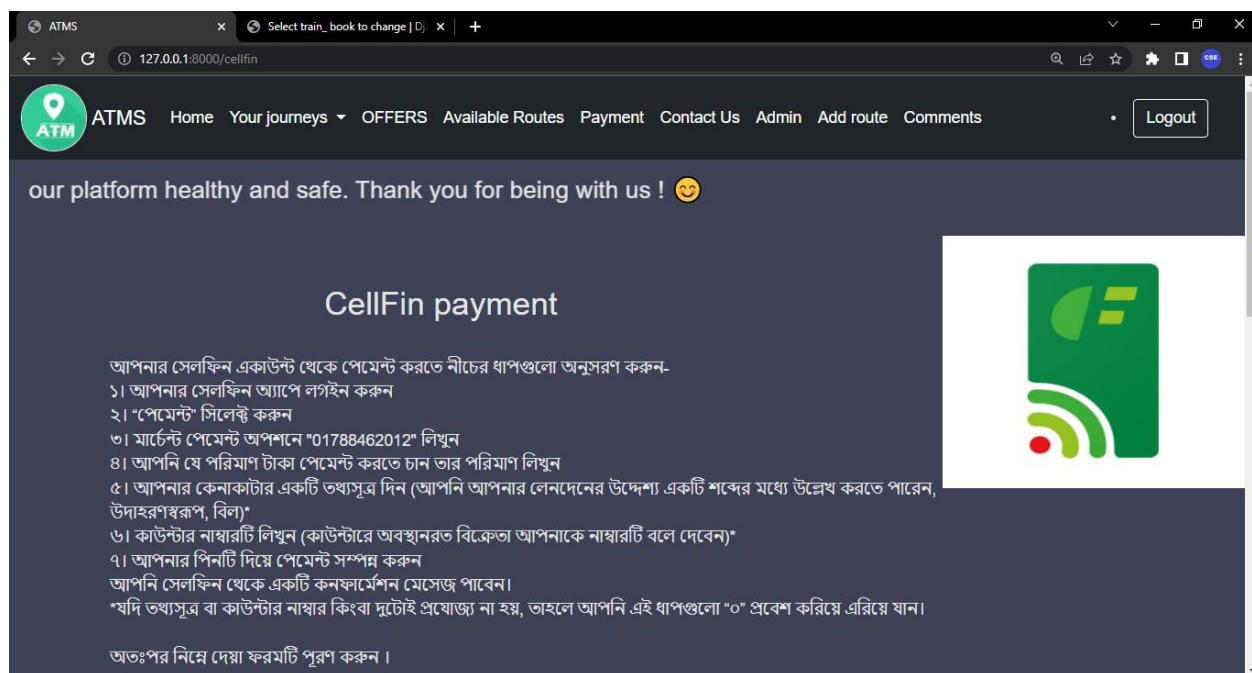 ATMS
Select train_book to change | Dj
127.0.0.1:8000/cellfin
CSE
ATM
ATMS Home Your journeys OFFERS Available Routes Payment Contact Us Admin Add route Comments Logout
our platform healthy and safe. Thank you for being with us ! 😊
CellFin payment
আপনার সেলফিন একাউন্ট থেকে পেমেন্ট করতে নীচের ধাপগুলো অনুসরণ করুন-
১। আপনার সেলফিন অ্যাপে লগইন করুন
২। “পেমেন্ট” সিলেক্ট করুন
৩। মার্চেন্ট পেমেন্ট অপশনে "01788462012" লিখুন
৪। আপনি যে পরিমাণ টাকা পেমেন্ট করতে চান তার পরিমাণ লিখুন
৫। আপনার কেনাকাটার একটি তথ্যসূত্র দিন (আপনি আপনার লেনদেনের উদ্দেশ্য একটি শব্দের মধ্যে উল্লেখ করতে পারেন,
উদাহরণস্বরূপ, বিল)*
৬। কাউন্টার নাম্বারটি লিখুন (কাউন্টারে অবস্থানরত বিক্রেতা আপনাকে নাম্বারটি বলে দেবেন)*
৭। আপনার পিনটি দিয়ে পেমেন্ট সম্পন্ন করুন
আপনি সেলফিন থেকে একটি কনফার্মেশন মেসেজ পাবেন।
*যদি তথ্যসূত্র বা কাউন্টার নাম্বার কিংবা দুটোই প্রযোজ্য না হয়, তাহলে আপনি এই ধাপগুলো “০” প্রবেশ করিয়ে এরিয়ে যান।
অতঃপর নিম্নে দেয়া ফরমটি পূরণ করুন ।